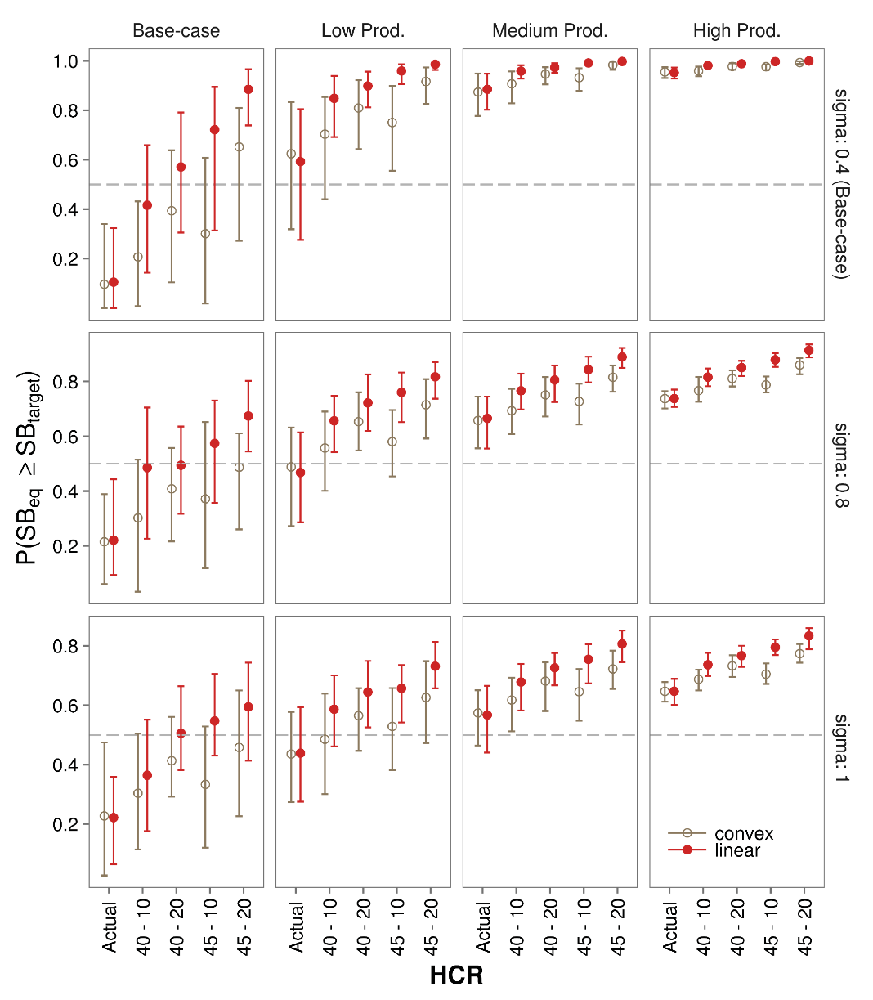 Base-case Low Prod. Medium Prod. High Prod.
1.0
0.8
0.6
0.4
0.2
sigma: 0.4 (Base-case)
0.8
0.6
0.4
0.2
sigma: 0.8
0.8
0.6
0.4
0.2
sigma: 1
P(SBeq ≥ SBtarget)
convex
linear
Actual 40 - 10 40 - 20 45 - 10 45 - 20 Actual 40 - 10 40 - 20 45 - 10 45 - 20 Actual 40 - 10 40 - 20 45 - 10 45 - 20 Actual 40 - 10 40 - 20 45 - 10 45 - 20
HCR